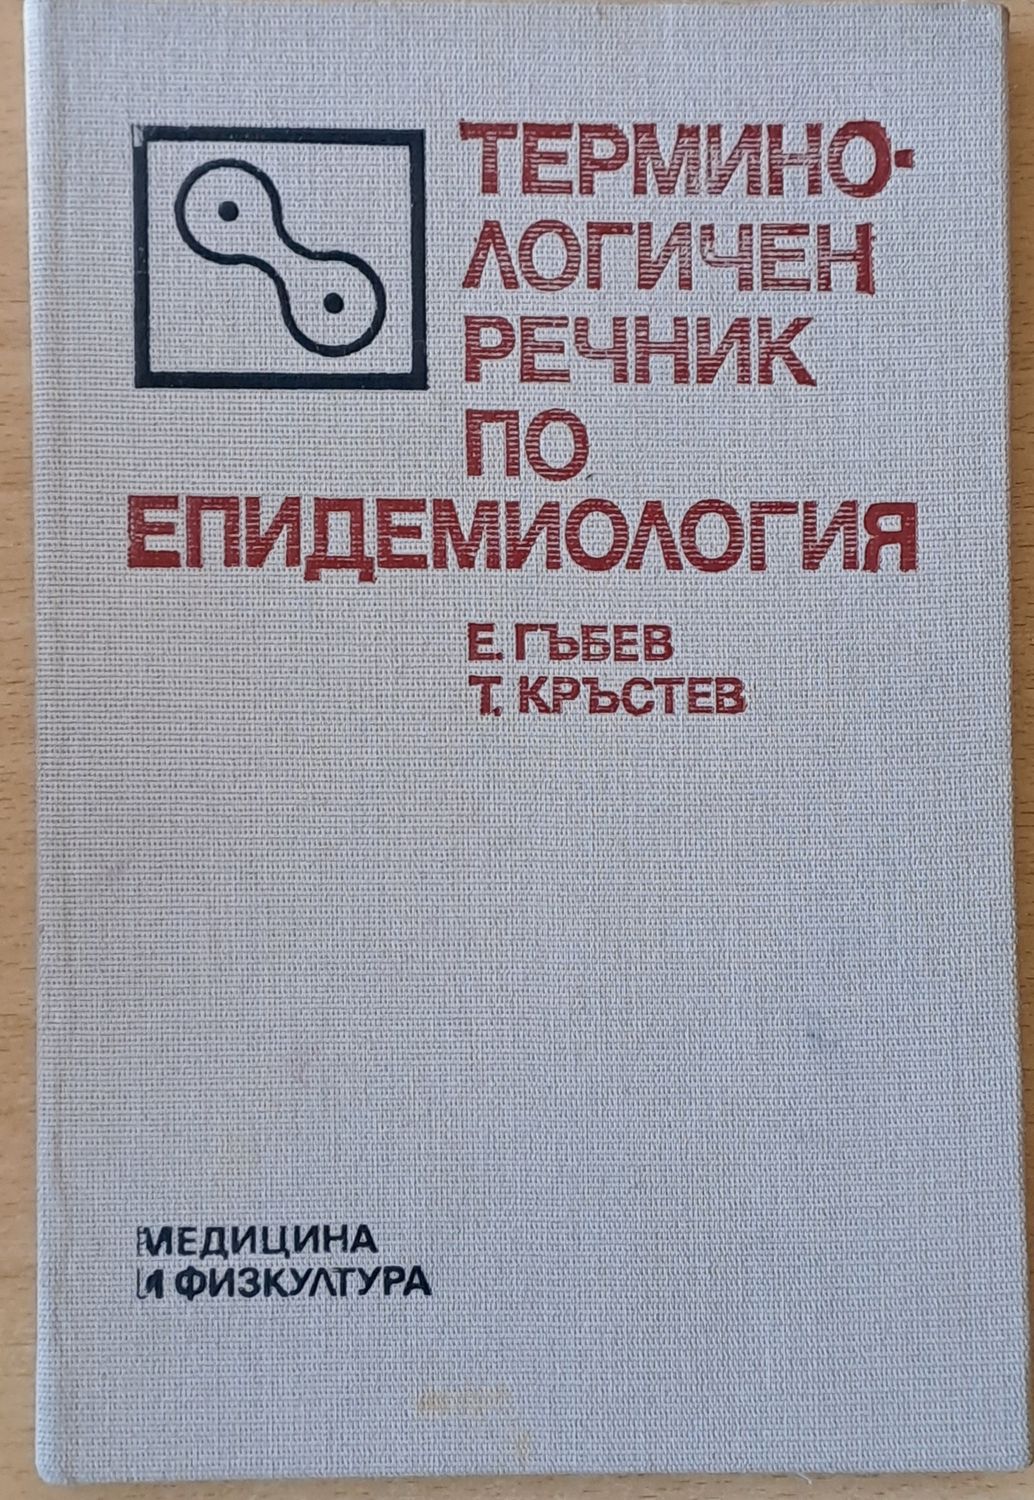 ТЕРМИНО-
ЛОГИЧЕН
РЕЧНИК
ПО
ЕПИДЕМИОЛОГИЯ
Е. ГЪБЕВ
Т. КРЪСТЕВ
МЕДИЦИНА
И ФИЗКУЛТУРА